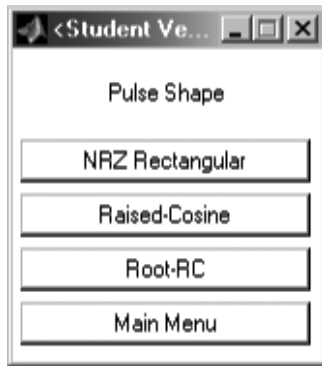 <Student Ve...
Pulse Shape
NRZ Rectangular
Raised-Cosine
Root-RC
Main Menu